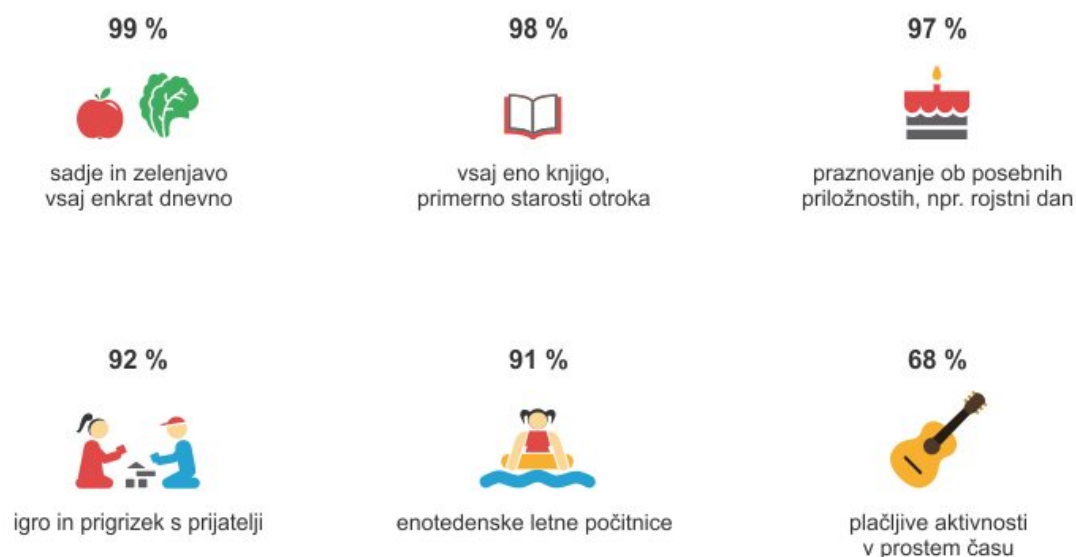 99 %
sadje in zelenjavo
vsaj enkrat dnevno
98 %
vsaj eno knjigo,
primerno starosti otroka
97 %
praznovanje ob posebnih
priložnostih, npr. rojstni dan
92 %
igro in prigrizek s prijatelji
91 %
enotedenske letne počitnice
68 %
plačljive aktivnosti
v prostem času